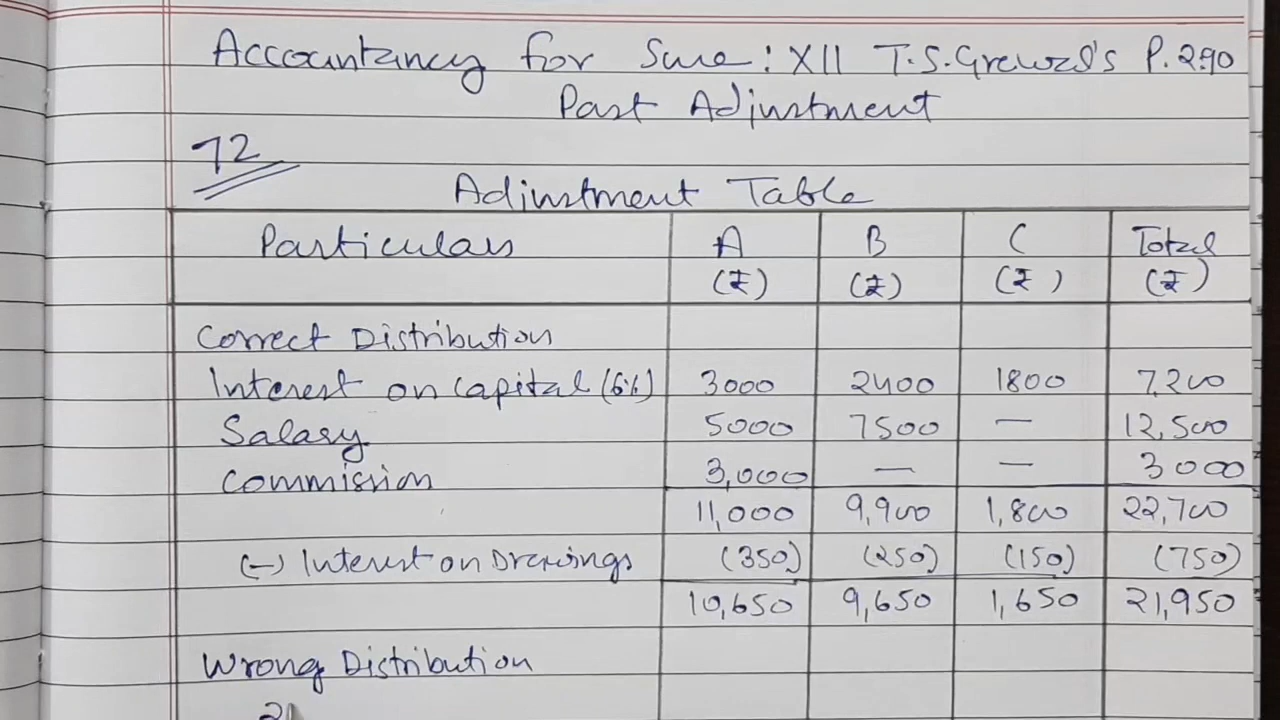 Accountancy for Sure: XII T.S.Grewal's P.2.90
Past Adjustment
72
Adjustment Table
Particulars A B C Total
(₹) (₹) (₹) (₹)
Correct Distribution
Interest on Capital (6%) 3000 2400 1800 7,200
Salary 5000 7500 — 12,500
Commission 3,000 — — 3000
11,000 9,900 1,800 22,700
(-) Interest on Drawings (350) (250) (150) (750)
10,650 9,650 1,650 21,950
Wrong Distribution